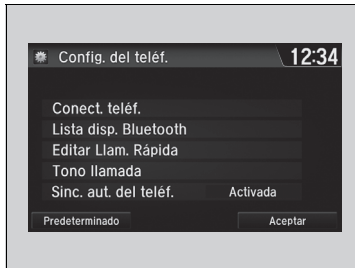 Config. del teléf.
12:34
Conect. teléf.
Lista disp. Bluetooth
Editar Llam. Rápida
Tono llamada
Sinc. aut. del teléf. Activada
Predeterminado Aceptar